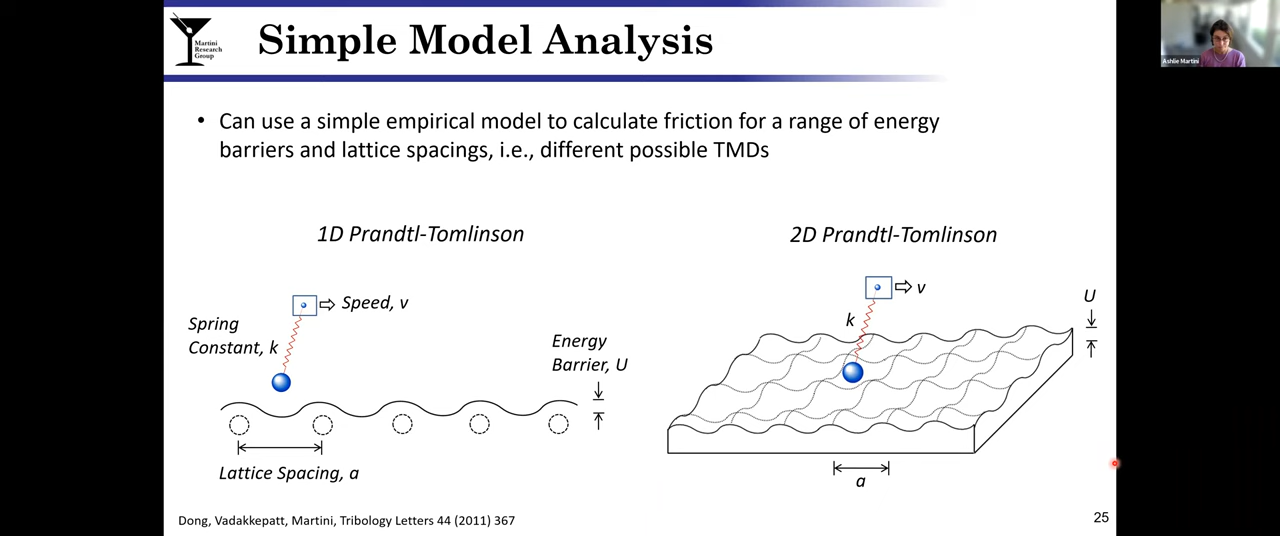 Martini
Research
Group
Simple Model Analysis
Ashlie Martini
• Can use a simple empirical model to calculate friction for a range of energy
barriers and lattice spacings, i.e., different possible TMDs
1D Prandtl-Tomlinson
Speed, v
Spring
Constant, k
Energy
Barrier, U
Lattice Spacing, a
2D Prandtl-Tomlinson
v
k
U
a
Dong, Vadakkepatt, Martini, Tribology Letters 44 (2011) 367
25